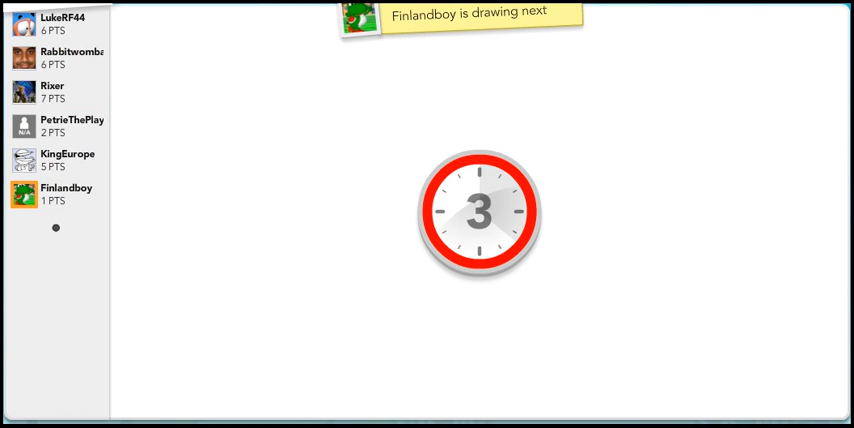 LukeRF44
6 PTS
Rabbitwomba
6 PTS
Rixer
7 PTS
N/A
PetrieThePlay
2 PTS
KingEurope
5 PTS
Finlandboy
1 PTS
Finlandboy is drawing next
3